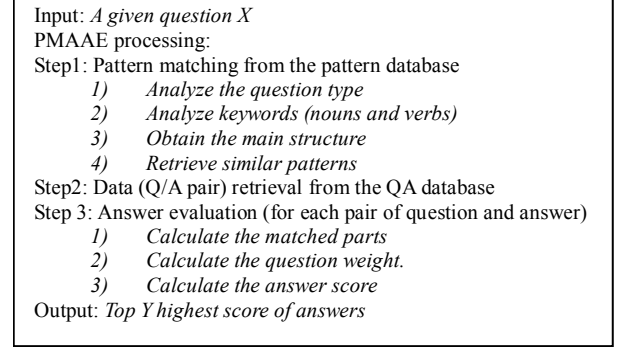 Input: A given question X
PMAAE processing:
Step1: Pattern matching from the pattern database
1) Analyze the question type
2) Analyze keywords (nouns and verbs)
3) Obtain the main structure
4) Retrieve similar patterns
Step2: Data (Q/A pair) retrieval from the QA database
Step 3: Answer evaluation (for each pair of question and answer)
1) Calculate the matched parts
2) Calculate the question weight.
3) Calculate the answer score
Output: Top Y highest score of answers